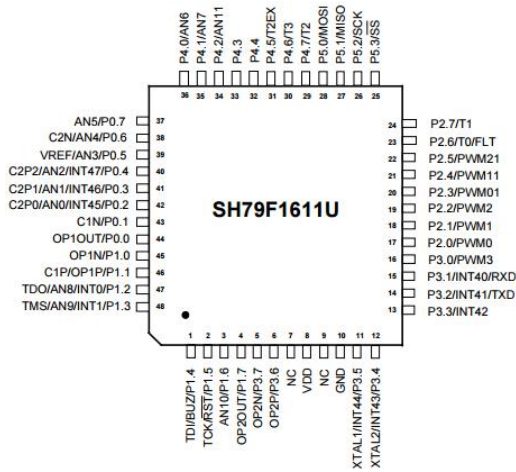 P4.0/AN6
P4.1/AN7
P4.2/AN11
P4.3
P4.4
P4.5/T2EX
P4.6/T3
P4.7/T2
P5.0/MOSI
P5.1/MISO
P5.2/SCK
P5.3/SS
36 35 34 33 32 31 30 29 28 27 26 25
AN5/P0.7 37
C2N/AN4/P0.6 38
VREF/AN3/P0.5 39
C2P2/AN2/INT47/P0.4 40
C2P1/AN1/INT46/P0.3 41
C2P0/AN0/INT45/P0.2 42
C1N/P0.1 43
OP1OUT/P0.0 44
OP1N/P1.0 45
C1P/OP1P/P1.1 46
TDO/AN8/INT0/P1.2 47
TMS/AN9/INT1/P1.3 48
SH79F1611U
24 P2.7/T1
23 P2.6/T0/FLT
22 P2.5/PWM21
21 P2.4/PWM11
20 P2.3/PWM01
19 P2.2/PWM2
18 P2.1/PWM1
17 P2.0/PWM0
16 P3.0/PWM3
15 P3.1/INT40/RXD
14 P3.2/INT41/TXD
13 P3.3/INT42
1 2 3 4 5 6 7 8 9 10 11 12
TDI/BUZ/P1.4
TCK/RST/P1.5
AN10/P1.6
OP2OUT/P1.7
OP2N/P3.7
OP2P/P3.6
NC
VDD
NC
GND
XTAL1/INT44/P3.5
XTAL2/INT43/P3.4